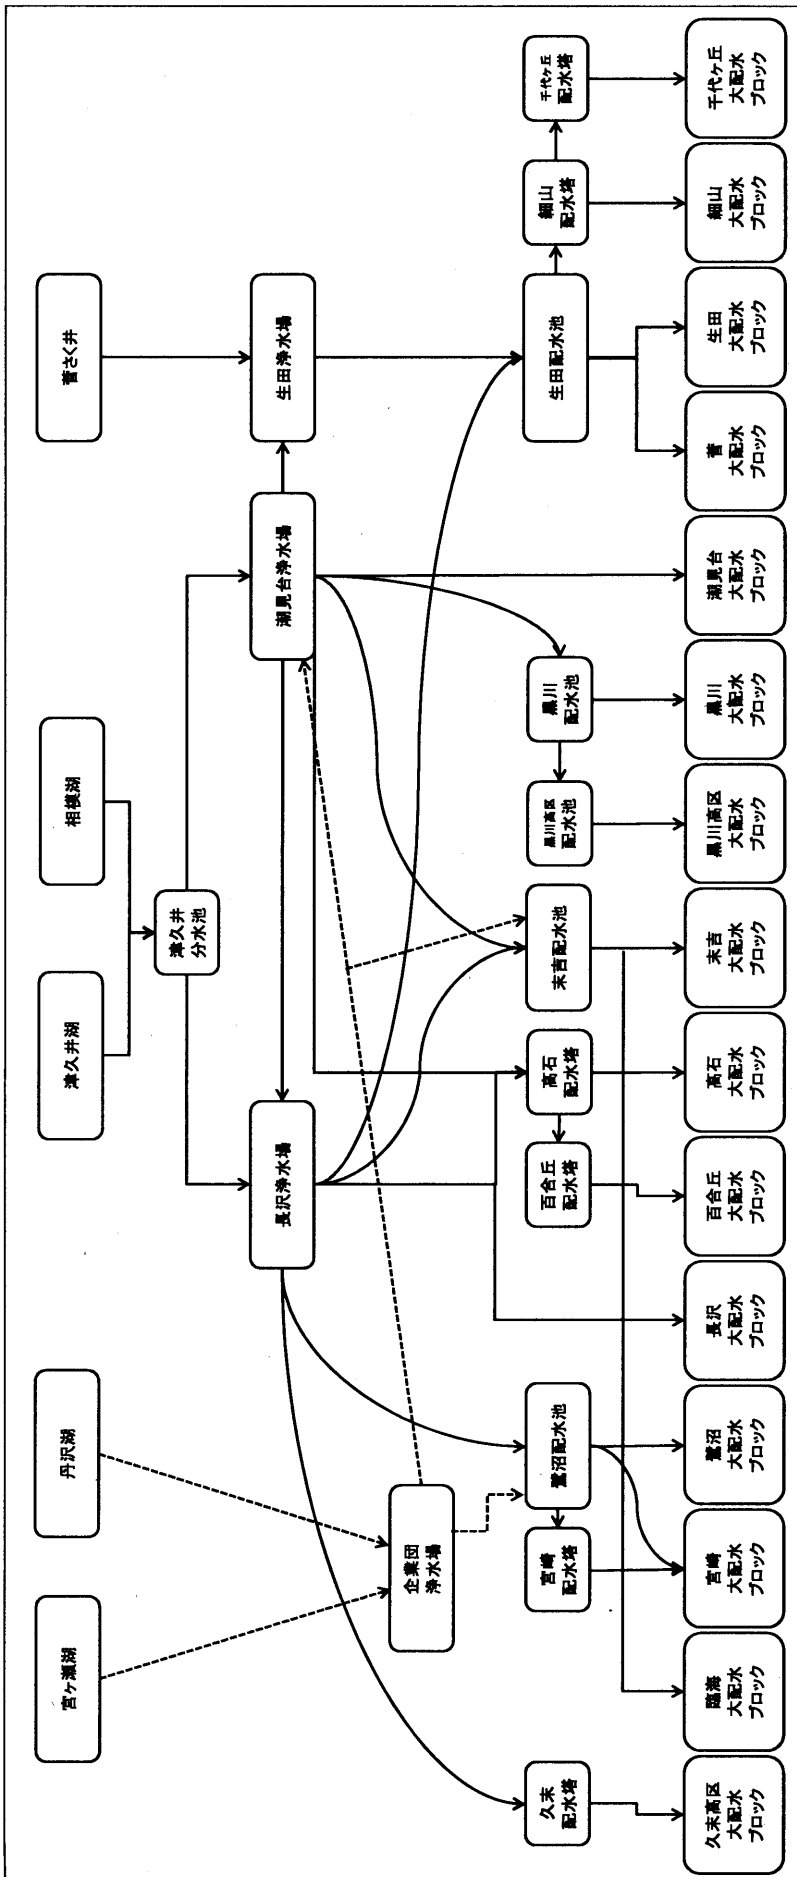 宮ヶ瀬湖
丹沢湖
津久井湖
相模湖
菅さく井
津久井
分水池
長沢浄水場
潮見台浄水場
生田浄水場
企業団
浄水場
久末
配水塔
宮崎
配水塔
鷺沼配水池
百合丘
配水塔
高石
配水塔
末吉配水池
黒川高区
配水池
黒川
配水池
生田配水池
細山
配水塔
千代ヶ丘
配水塔
久末高区
大配水
ブロック
臨海
大配水
ブロック
宮崎
大配水
ブロック
鷺沼
大配水
ブロック
長沢
大配水
ブロック
百合丘
大配水
ブロック
高石
大配水
ブロック
末吉
大配水
ブロック
黒川高区
大配水
ブロック
黒川
大配水
ブロック
潮見台
大配水
ブロック
菅
大配水
ブロック
生田
大配水
ブロック
細山
大配水
ブロック
千代ヶ丘
大配水
ブロック